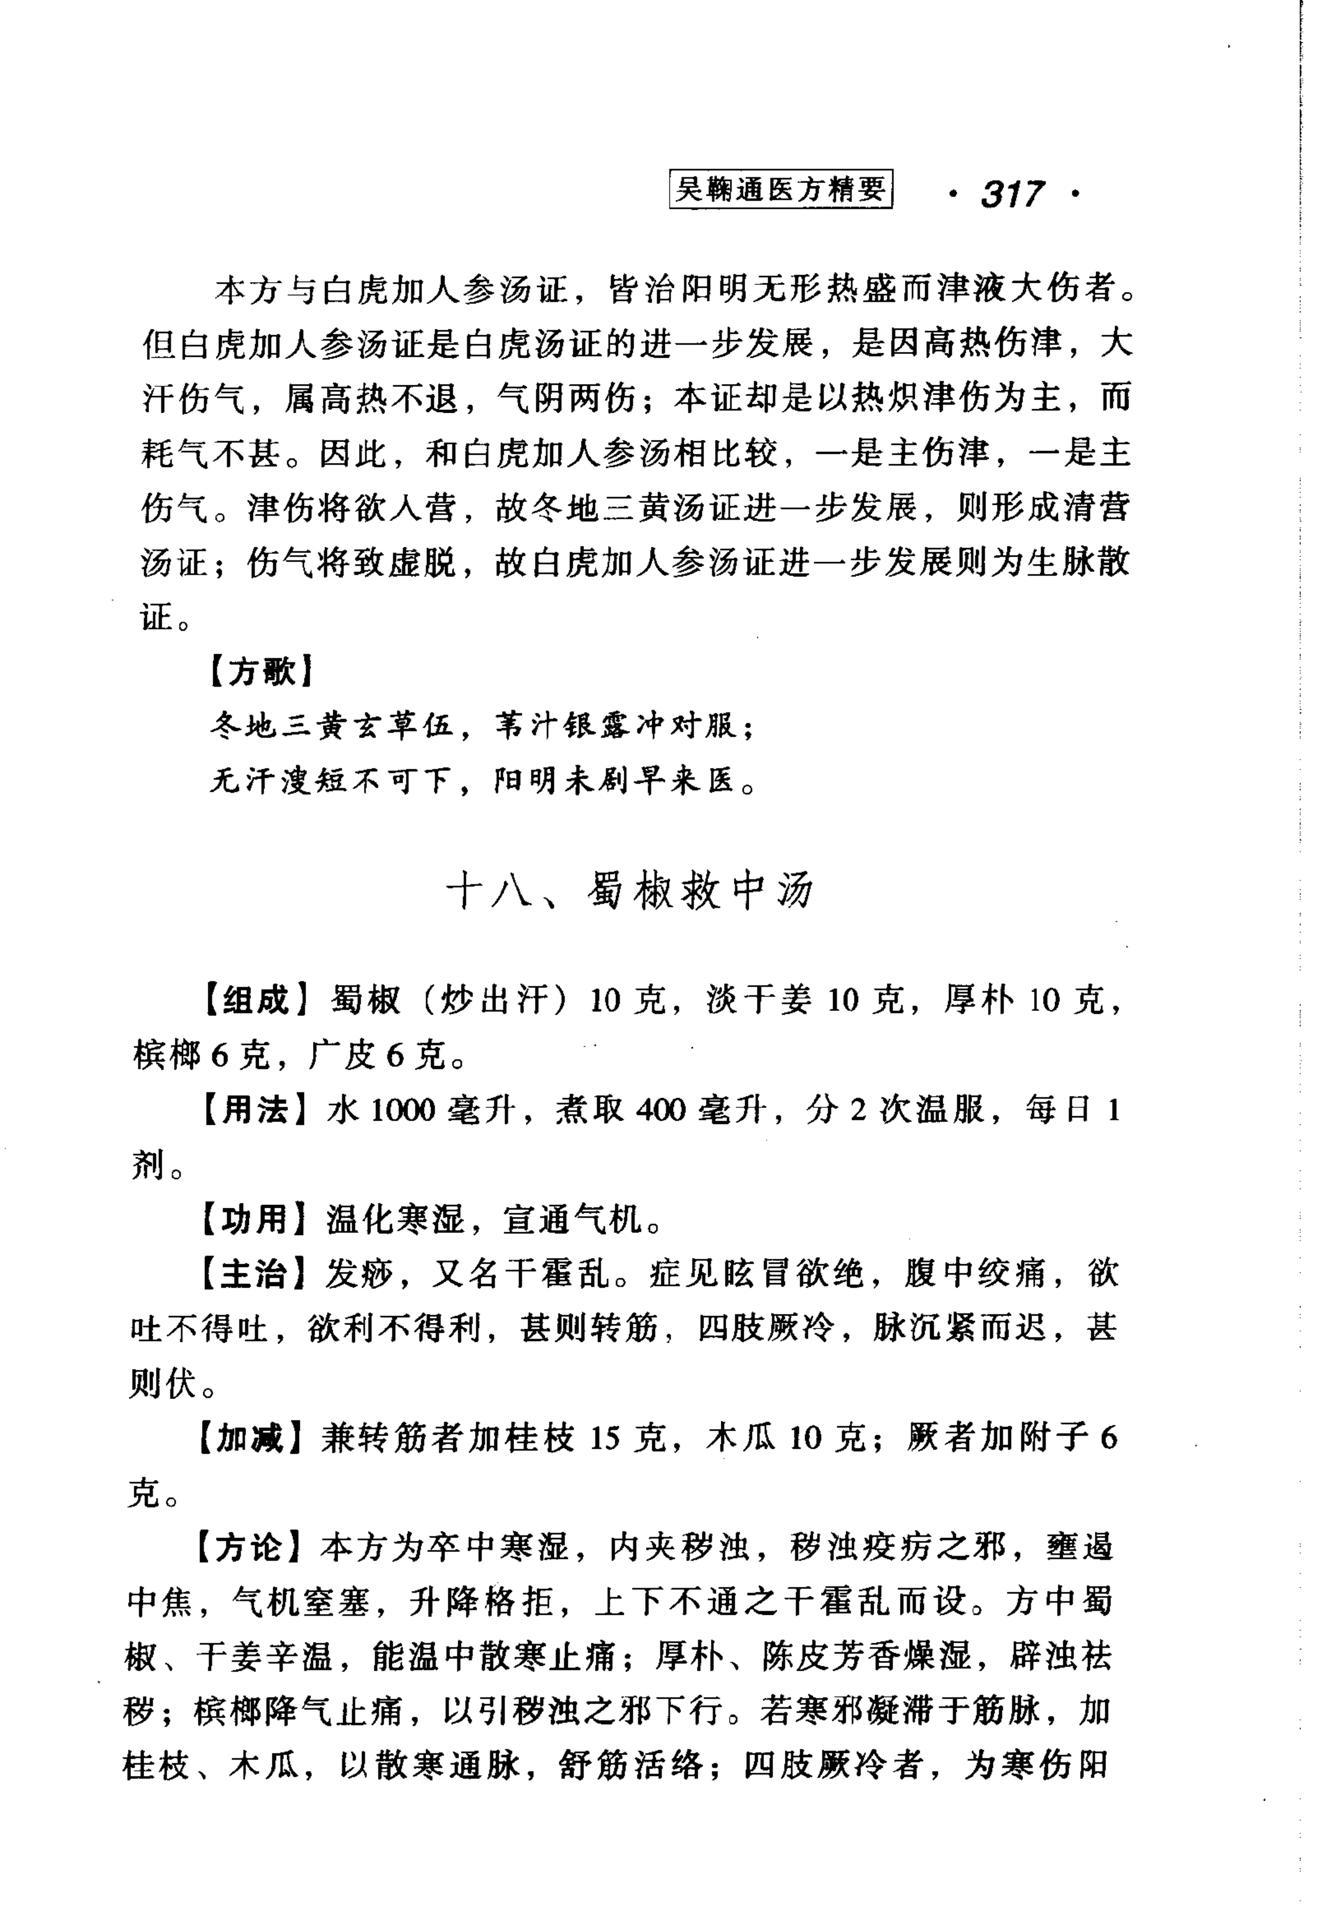 吴鞠通医方精要 · 317 ·
本方与白虎加人参汤证，皆治阳明无形热盛而津液大伤者。
但白虎加人参汤证是白虎汤证的进一步发展，是因高热伤津，大
汗伤气，属高热不退，气阴两伤；本证却是以热炽津伤为主，而
耗气不甚。因此，和白虎加人参汤相比较，一是主伤津，一是主
伤气。津伤将欲入营，故冬地三黄汤证进一步发展，则形成清营
汤证；伤气将致虚脱，故白虎加人参汤证进一步发展则为生脉散
证。
【方歌】
冬地三黄玄草伍，苇汁银露冲对服；
无汗溲短不可下，阳明未剧早来医。
十八、蜀椒救中汤
【组成】蜀椒（炒出汗）10 克，淡干姜 10 克，厚朴 10 克，
槟榔 6 克，广皮 6 克。
【用法】水 1000 毫升，煮取 400 毫升，分 2 次温服，每日 1
剂。
【功用】温化寒湿，宣通气机。
【主治】发痧，又名干霍乱。症见眩冒欲绝，腹中绞痛，欲
吐不得吐，欲利不得利，甚则转筋，四肢厥冷，脉沉紧而迟，甚
则伏。
【加减】兼转筋者加桂枝 15 克，木瓜 10 克；厥者加附子 6
克。
【方论】本方为卒中寒湿，内夹秽浊，秽浊疫疠之邪，壅遏
中焦，气机窒塞，升降格拒，上下不通之干霍乱而设。方中蜀
椒、干姜辛温，能温中散寒止痛；厚朴、陈皮芳香燥湿，辟浊祛
秽；槟榔降气止痛，以引秽浊之邪下行。若寒邪凝滞于筋脉，加
桂枝、木瓜，以散寒通脉，舒筋活络；四肢厥冷者，为寒伤阳